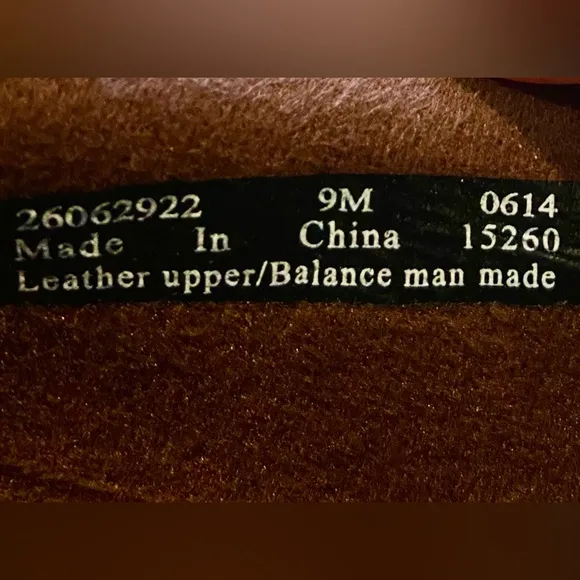 26062922 9M 0614
Made In China 15260
Leather upper/Balance man made